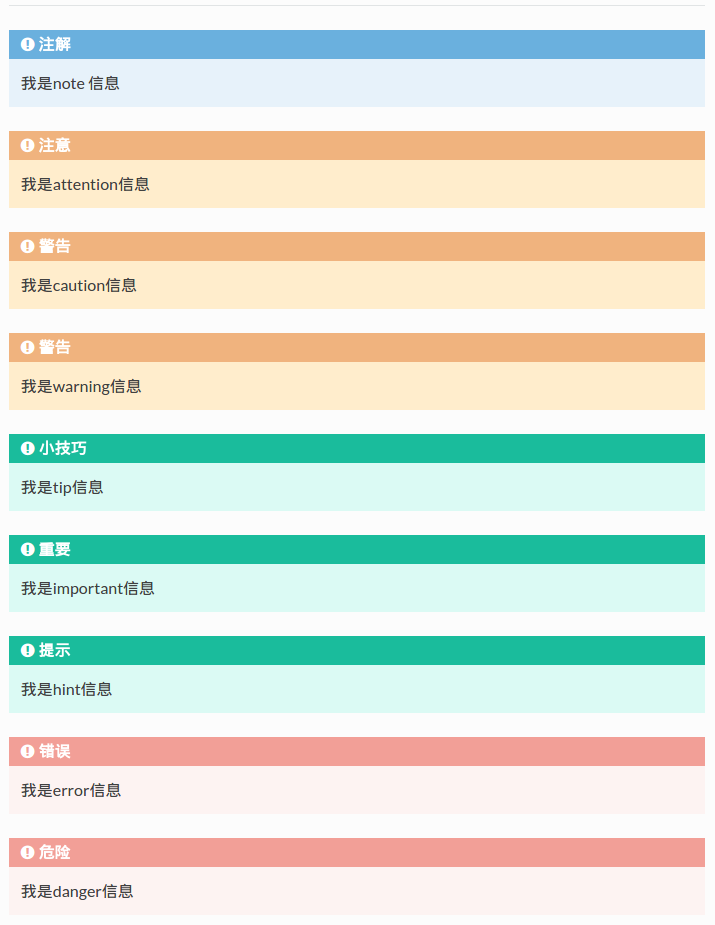 注解
我是note 信息
注意
我是attention信息
警告
我是caution信息
警告
我是warning信息
小技巧
我是tip信息
重要
我是important信息
提示
我是hint信息
错误
我是error信息
危险
我是danger信息